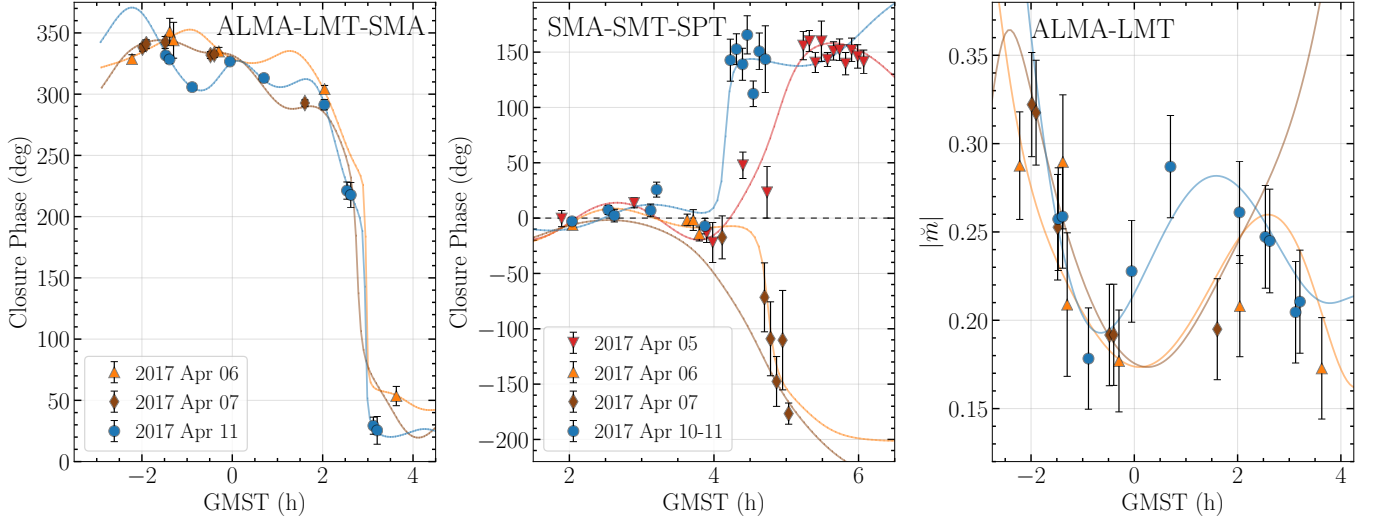 ALMA-LMT-SMA
Closure Phase (deg)
350
300
250
200
150
100
50
0
2017 Apr 06
2017 Apr 07
2017 Apr 11
−2
0
2
4
GMST (h)
SMA-SMT-SPT
Closure Phase (deg)
150
100
50
0
−50
−100
−150
−200
2017 Apr 05
2017 Apr 06
2017 Apr 07
2017 Apr 10-11
2
3
4
5
6
GMST (h)
ALMA-LMT
|m̆|
0.35
0.30
0.25
0.20
0.15
−2
0
2
4
GMST (h)